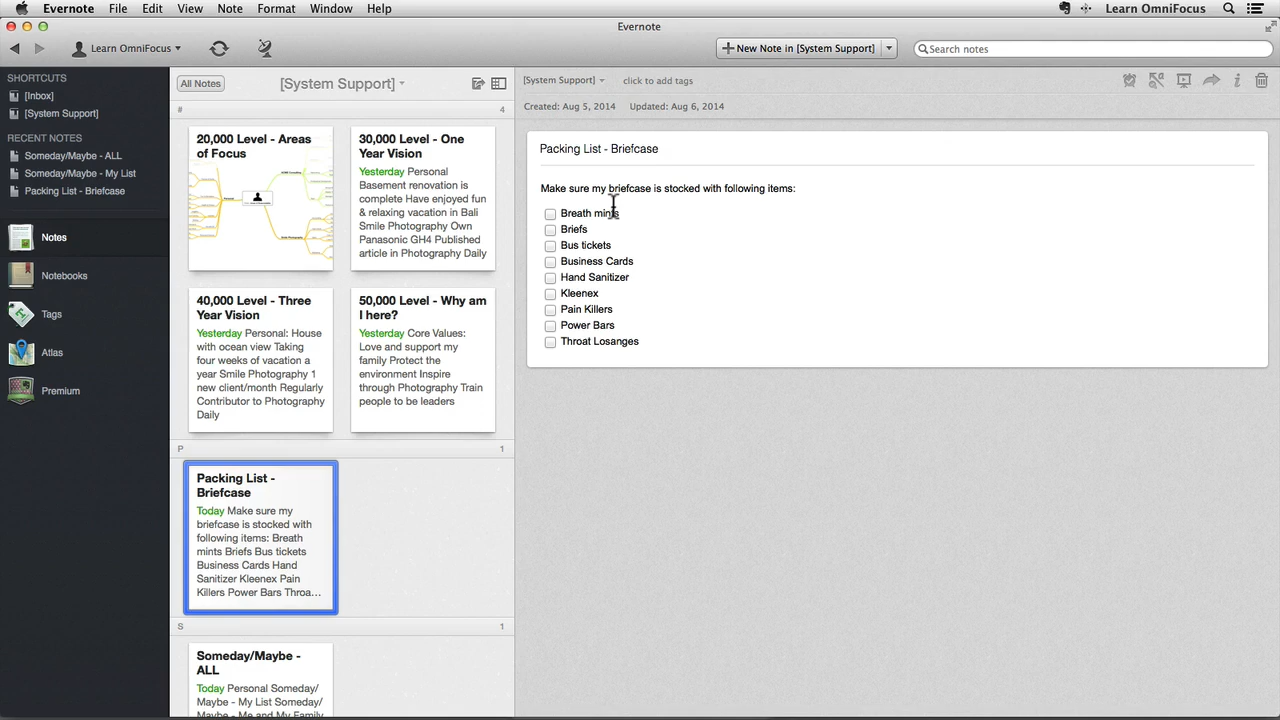 Evernote File Edit View Note Format Window Help Learn OmniFocus
Evernote
Learn OmniFocus New Note in [System Support] Search notes
SHORTCUTS
[Inbox]
[System Support]
RECENT NOTES
Someday/Maybe - ALL
Someday/Maybe - My List
Packing List - Briefcase
Notes
Notebooks
Tags
Atlas
Premium
All Notes [System Support]
# 4
20,000 Level - Areas
of Focus
30,000 Level - One
Year Vision
Yesterday Personal
Basement renovation is
complete Have enjoyed fun
& relaxing vacation in Bali
Smile Photography Own
Panasonic GH4 Published
article in Photography Daily
40,000 Level - Three
Year Vision
Yesterday Personal: House
with ocean view Taking
four weeks of vacation a
year Smile Photography 1
new client/month Regularly
Contributor to Photography
Daily
50,000 Level - Why am
I here?
Yesterday Core Values:
Love and support my
family Protect the
environment Inspire
through Photography Train
people to be leaders
P 1
Packing List -
Briefcase
Today Make sure my
briefcase is stocked with
following items: Breath
mints Briefs Bus tickets
Business Cards Hand
Sanitizer Kleenex Pain
Killers Power Bars Throa...
S 1
Someday/Maybe -
ALL
Today Personal Someday/
Maybe - My List Someday/
Maybe - Me and My Family
[System Support] click to add tags
Created: Aug 5, 2014 Updated: Aug 6, 2014
Packing List - Briefcase
Make sure my briefcase is stocked with following items:
Breath mints
Briefs
Bus tickets
Business Cards
Hand Sanitizer
Kleenex
Pain Killers
Power Bars
Throat Losanges